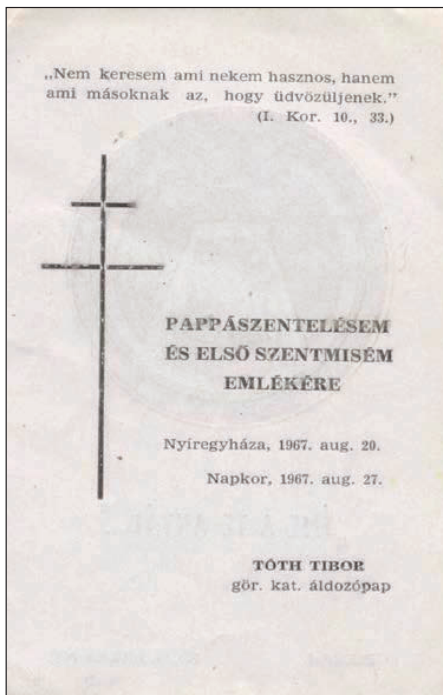 „Nem keresem ami nekem hasznos, hanem
ami másoknak az, hogy üdvözüljenek.”
(I. Kor. 10., 33.)
PAPPÁSZENTELÉSEM
ÉS ELSŐ SZENTMISÉM
EMLÉKÉRE
Nyíregyháza, 1967. aug. 20.
Napkor, 1967. aug. 27.
TÓTH TIBOR
gör. kat. áldozópap